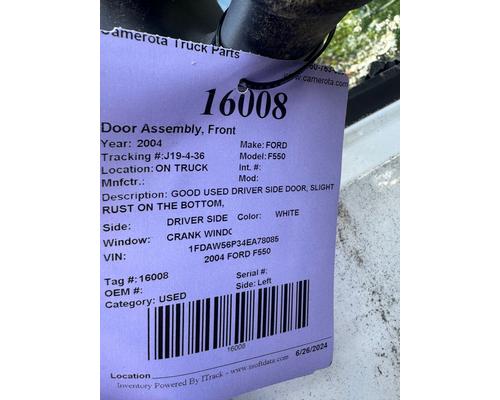 Camerota Truck Parts
www.camerota.com
16008
Door Assembly, Front
Year: 2004 Make: FORD
Tracking #:J19-4-36 Model: F550
Location: ON TRUCK Int. #:
Mnfctr.: Mod:
Description: GOOD USED DRIVER SIDE DOOR, SLIGHT
RUST ON THE BOTTOM,
Side: DRIVER SIDE Color: WHITE
Window: CRANK WINDO
VIN: 1FDAW56P34EA78085
2004 FORD F550
Tag #: 16008 Serial #:
OEM #: Side: Left
Category: USED
16008
Location 6/26/2024
Inventory Powered By ITrack - www.isoftdata.com